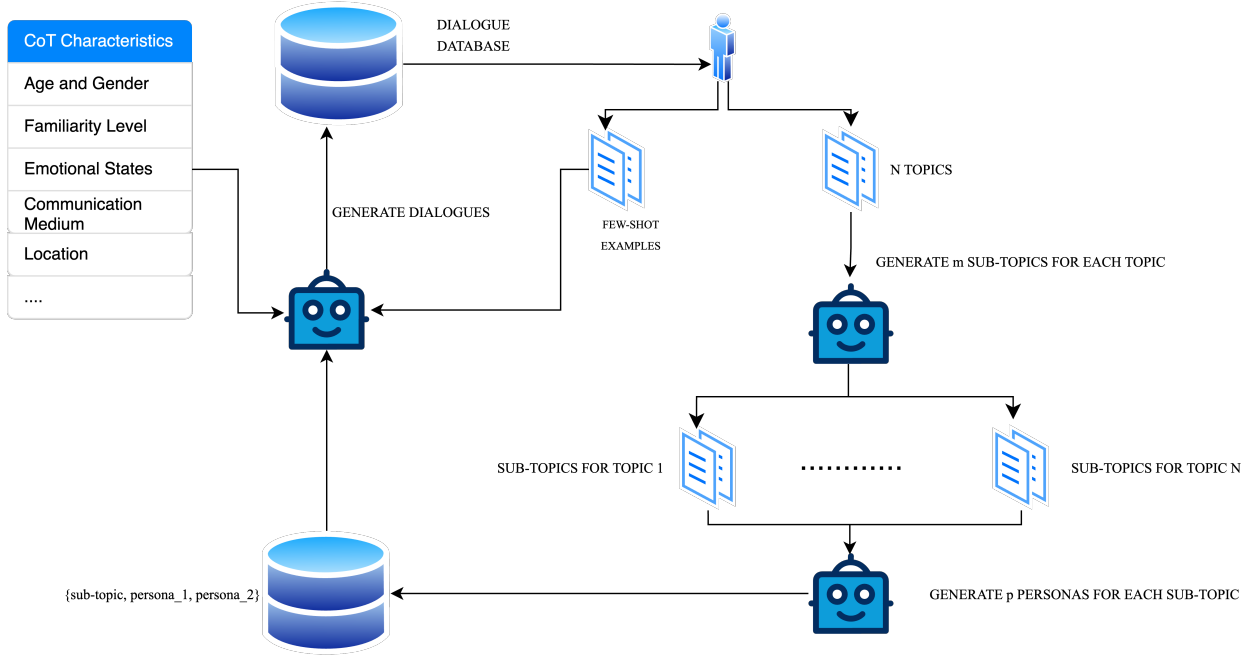 CoT Characteristics
Age and Gender
Familiarity Level
Emotional States
Communication
Medium
Location
....
DIALOGUE
DATABASE
GENERATE DIALOGUES
FEW-SHOT
EXAMPLES
N TOPICS
GENERATE m SUB-TOPICS FOR EACH TOPIC
SUB-TOPICS FOR TOPIC 1
SUB-TOPICS FOR TOPIC N
{sub-topic, persona_1, persona_2}
GENERATE p PERSONAS FOR EACH SUB-TOPIC